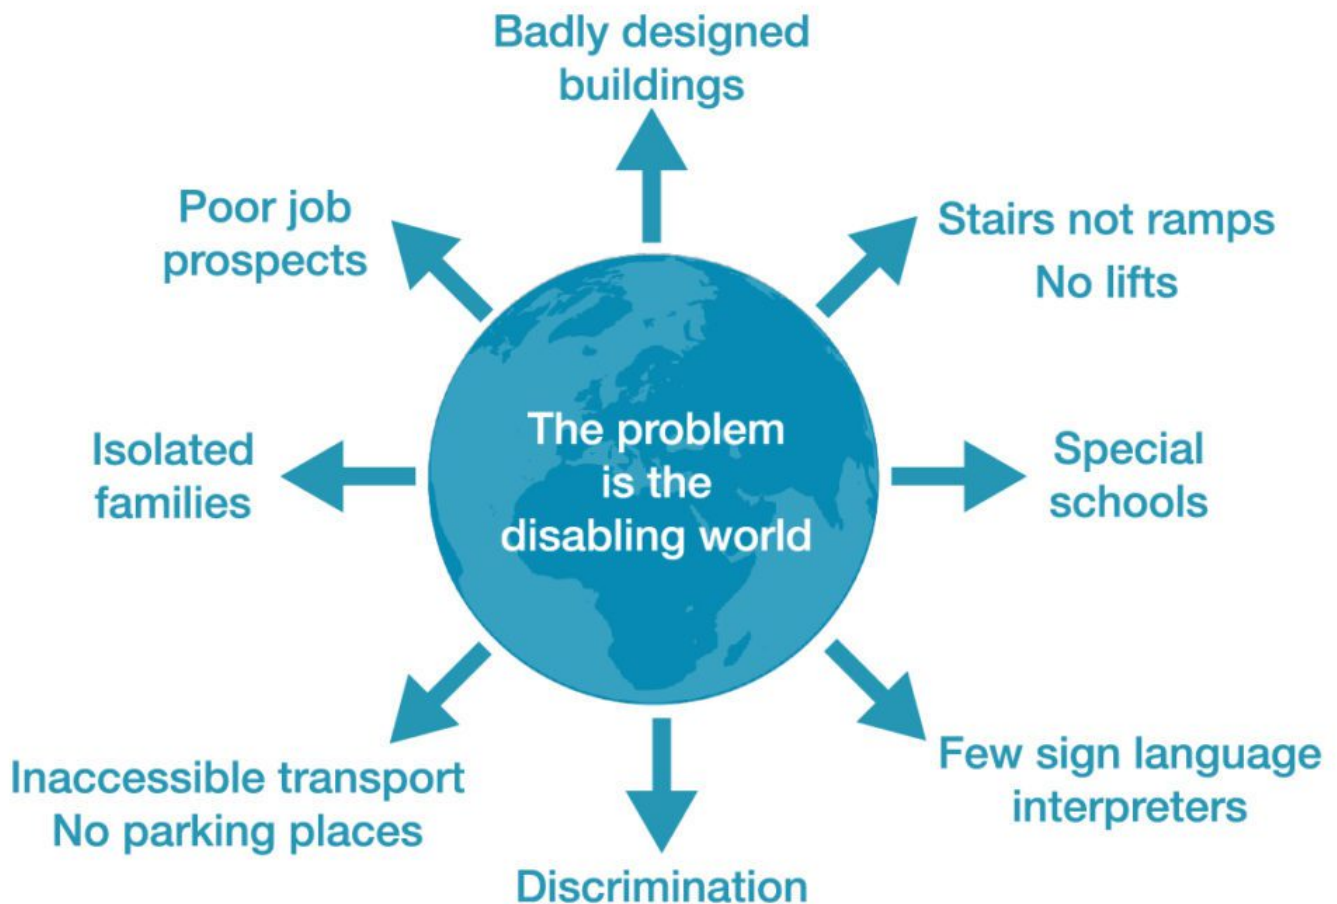 Badly designed
buildings
Stairs not ramps
No lifts
Special
schools
Few sign language
interpreters
Discrimination
Inaccessible transport
No parking places
Isolated
families
Poor job
prospects
The problem
is the
disabling world